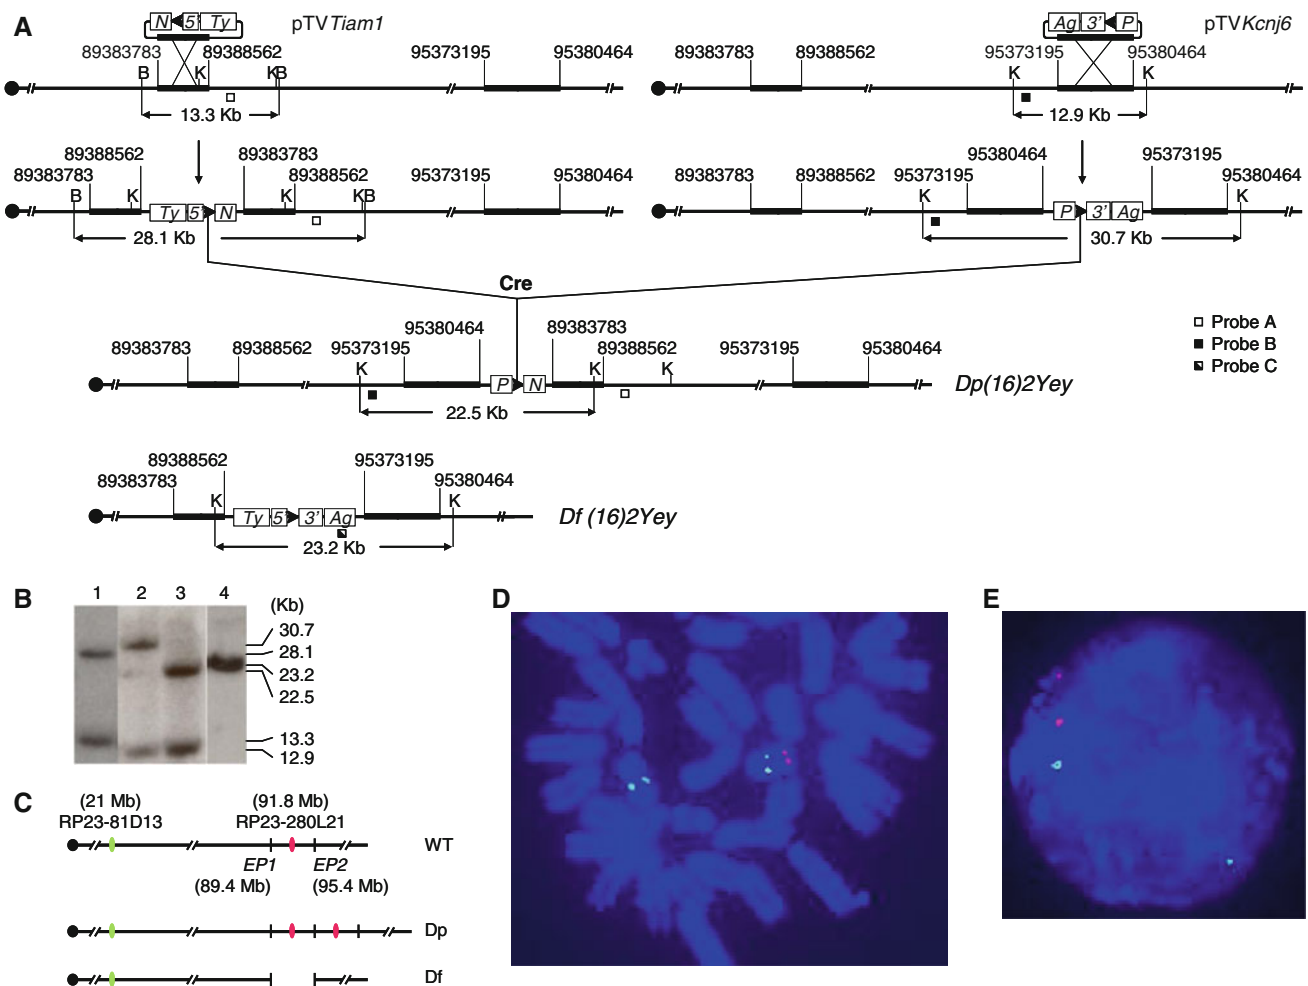 A
N 5' Ty pTVTiam1
Ag 3' P pTVKcnj6
89383783 89388562 95373195 95380464 89383783 89388562 95373195 95380464
B K KB K K
13.3 Kb 12.9 Kb
89388562 89383783 95380464 95373195
89383783 89388562 95373195 95380464 89383783 89388562 95373195 95380464
B K K KB K K
Ty 5' N P 3' Ag
28.1 Kb 30.7 Kb
Cre
Probe A
Probe B
Probe C
95380464 89383783
89383783 89388562 95373195 89388562 95373195 95380464
K K K
P N Dp(16)2Yey
22.5 Kb
89388562 95373195
89383783 95380464
K K
Ty 5' 3' Ag Df (16)2Yey
23.2 Kb
B
1 2 3 4 (Kb)
30.7
28.1
23.2
22.5
13.3
12.9
C
(21 Mb) (91.8 Mb)
RP23-81D13 RP23-280L21
WT
EP1 EP2
(89.4 Mb) (95.4 Mb)
Dp
Df
D
E